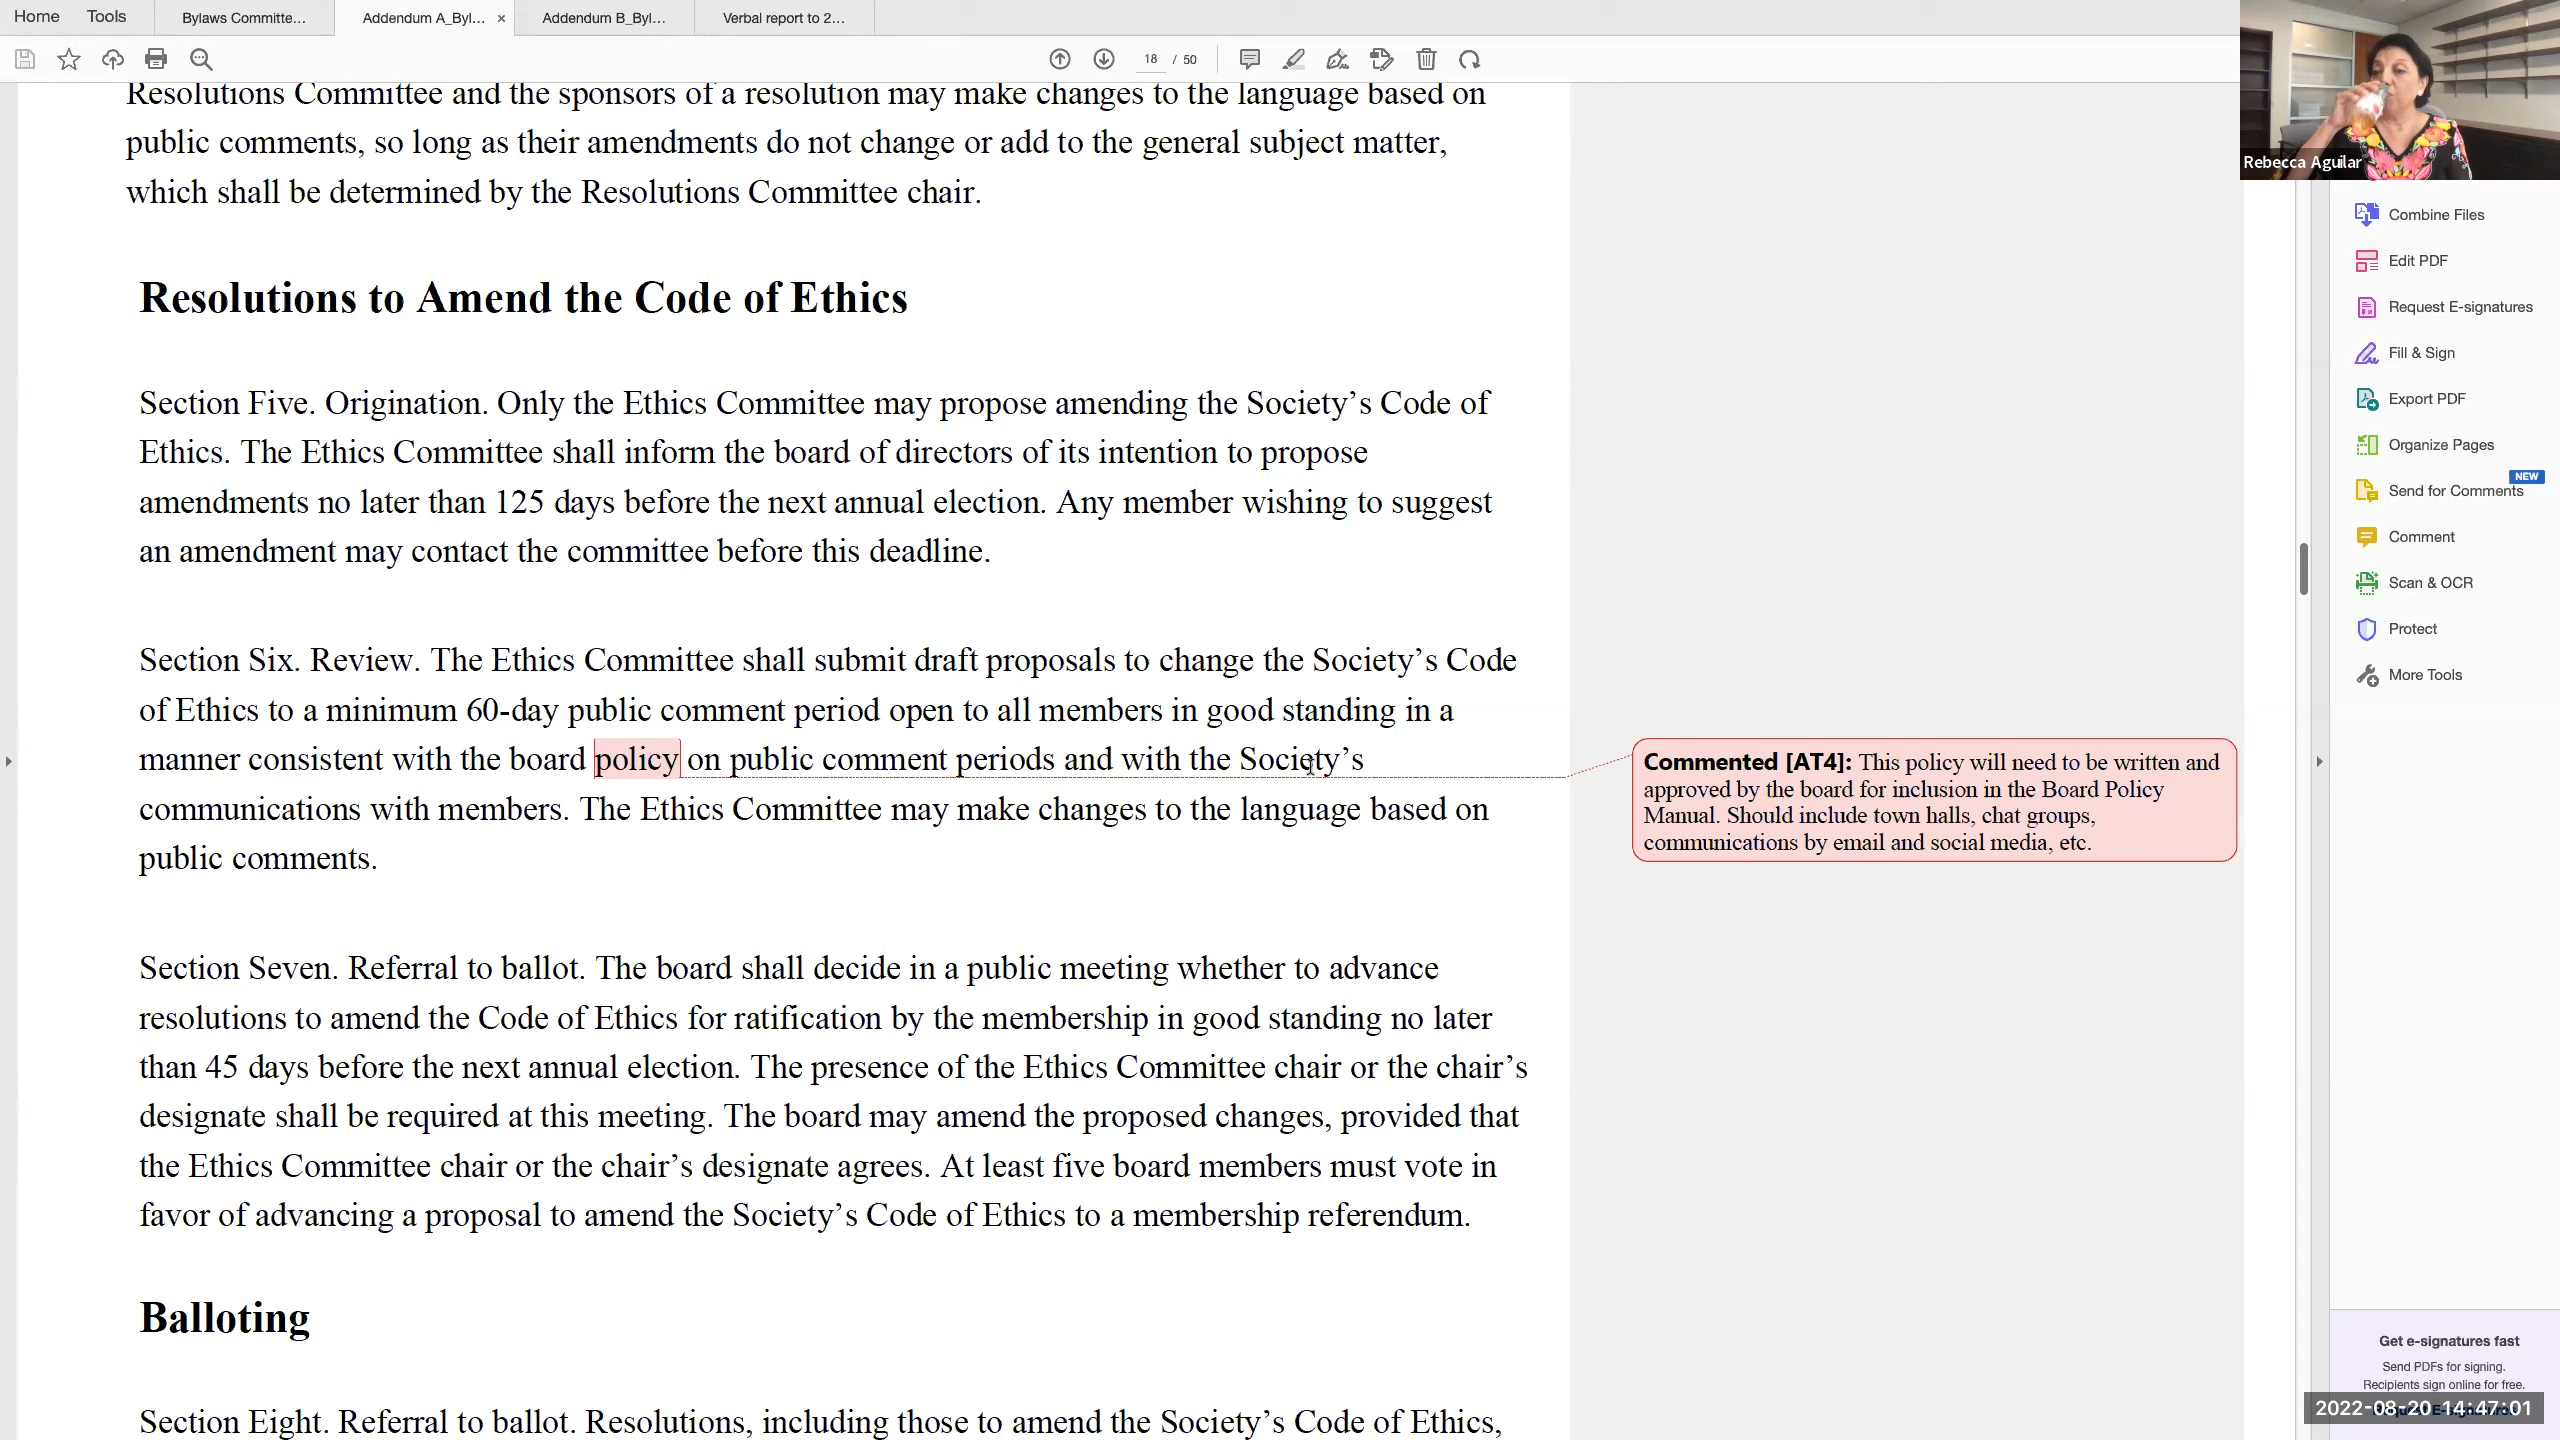 Home Tools Bylaws Committe... Addendum A_Byl... × Addendum B_Byl... Verbal report to 2...
18 / 50
Resolutions Committee and the sponsors of a resolution may make changes to the language based on
public comments, so long as their amendments do not change or add to the general subject matter,
which shall be determined by the Resolutions Committee chair.
Resolutions to Amend the Code of Ethics
Section Five. Origination. Only the Ethics Committee may propose amending the Society’s Code of
Ethics. The Ethics Committee shall inform the board of directors of its intention to propose
amendments no later than 125 days before the next annual election. Any member wishing to suggest
an amendment may contact the committee before this deadline.
Section Six. Review. The Ethics Committee shall submit draft proposals to change the Society’s Code
of Ethics to a minimum 60-day public comment period open to all members in good standing in a
manner consistent with the board policy on public comment periods and with the Society’s
communications with members. The Ethics Committee may make changes to the language based on
public comments.
Section Seven. Referral to ballot. The board shall decide in a public meeting whether to advance
resolutions to amend the Code of Ethics for ratification by the membership in good standing no later
than 45 days before the next annual election. The presence of the Ethics Committee chair or the chair’s
designate shall be required at this meeting. The board may amend the proposed changes, provided that
the Ethics Committee chair or the chair’s designate agrees. At least five board members must vote in
favor of advancing a proposal to amend the Society’s Code of Ethics to a membership referendum.
Balloting
Section Eight. Referral to ballot. Resolutions, including those to amend the Society’s Code of Ethics,
Commented [AT4]: This policy will need to be written and
approved by the board for inclusion in the Board Policy
Manual. Should include town halls, chat groups,
communications by email and social media, etc.
Rebecca Aguilar
Combine Files
Edit PDF
Request E-signatures
Fill & Sign
Export PDF
Organize Pages
NEW
Send for Comments
Comment
Scan & OCR
Protect
More Tools
Get e-signatures fast
Send PDFs for signing.
Recipients sign online for free.
2022-08-20 14:47:01